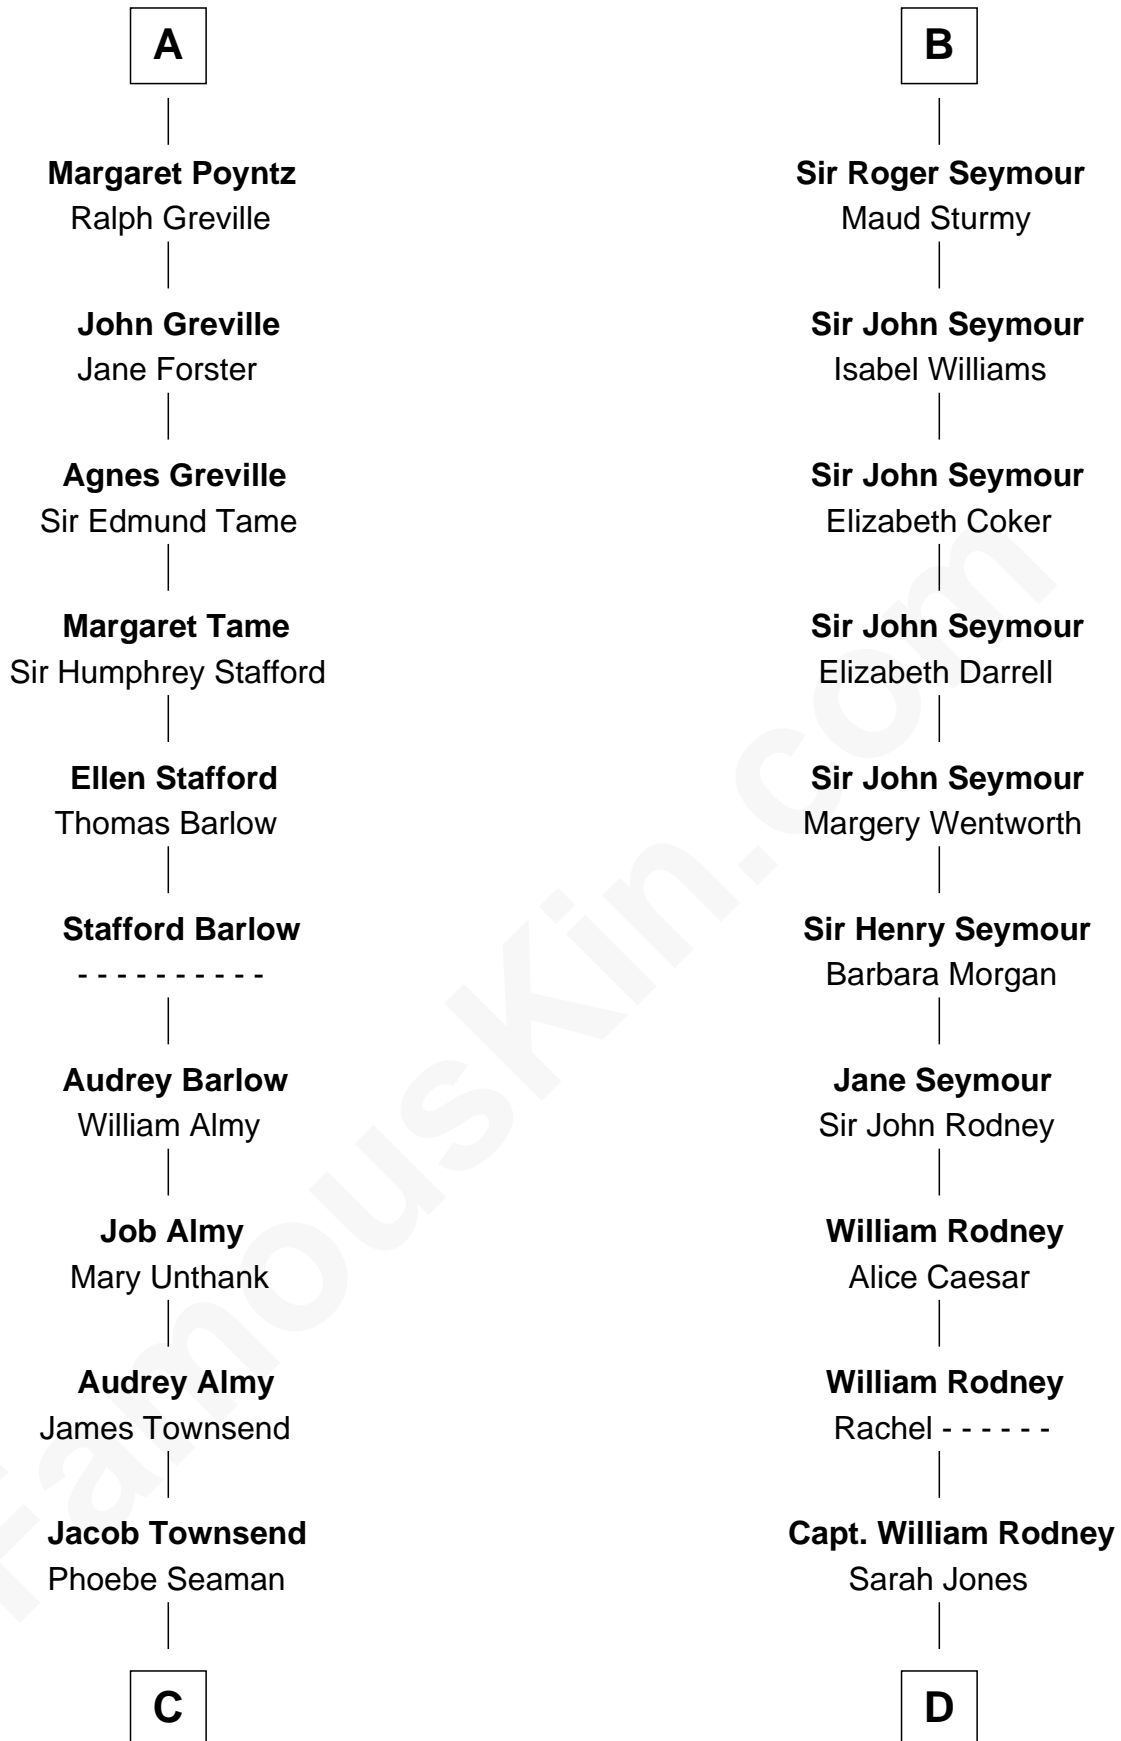 A
Margaret Poyntz
Ralph Greville
John Greville
Jane Forster
Agnes Greville
Sir Edmund Tame
Margaret Tame
Sir Humphrey Stafford
Ellen Stafford
Thomas Barlow
Stafford Barlow
- - - - - - - - - -
Audrey Barlow
William Almy
Job Almy
Mary Unthank
Audrey Almy
James Townsend
Jacob Townsend
Phoebe Seaman
C
B
Sir Roger Seymour
Maud Sturmy
Sir John Seymour
Isabel Williams
Sir John Seymour
Elizabeth Coker
Sir John Seymour
Elizabeth Darrell
Sir John Seymour
Margery Wentworth
Sir Henry Seymour
Barbara Morgan
Jane Seymour
Sir John Rodney
William Rodney
Alice Caesar
William Rodney
Rachel - - - - - -
Capt. William Rodney
Sarah Jones
D
FamousKin.com